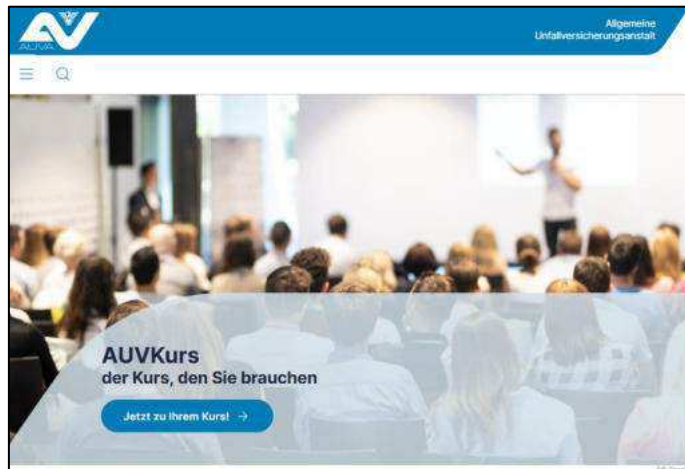 AUVA
Allgemeine
Unfallversicherungsanstalt
AUVKurs
der Kurs, den Sie brauchen
Jetzt zu Ihrem Kurs! →